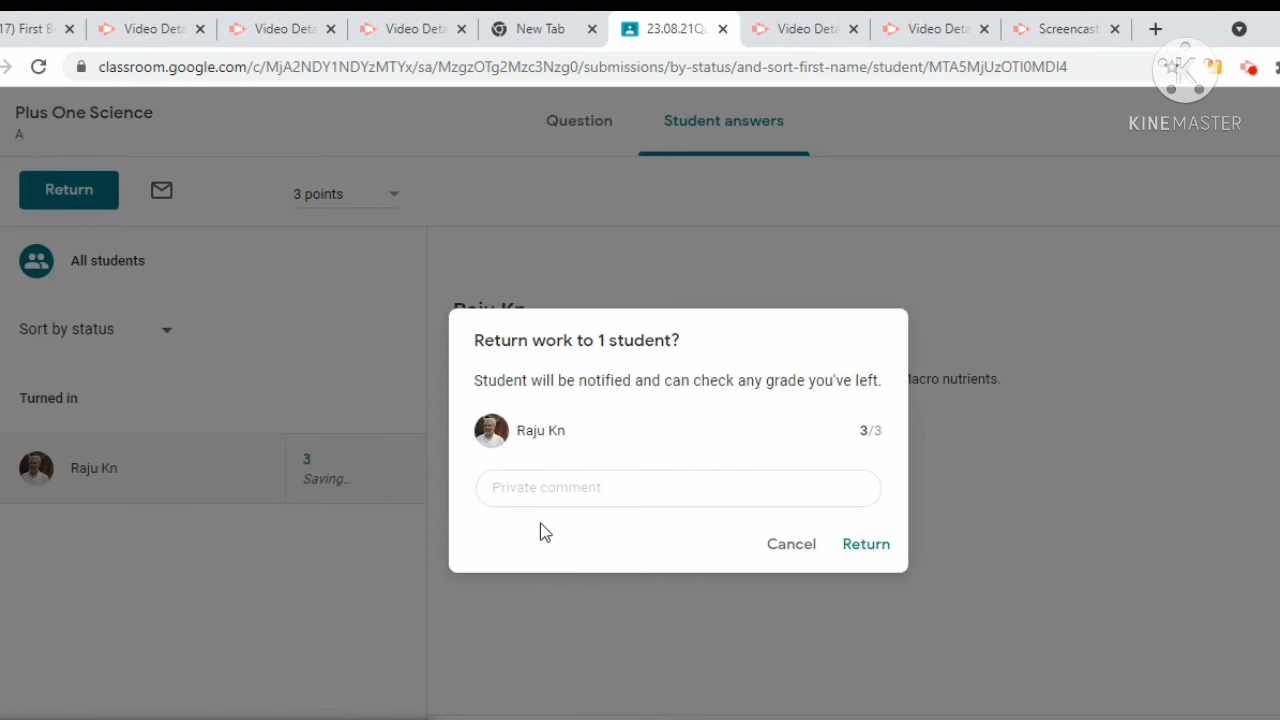 17) First B
Video Deta
Video Deta
Video Deta
New Tab
23.08.21Qu
Video Deta
Video Deta
Screencast
classroom.google.com/c/MjA2NDY1NDYzMTYx/sa/MzgzOTg2Mzc3Nzg0/submissions/by-status/and-sort-first-name/student/MTA5MjUzOTI0MDI4
K
KINEMASTER
Plus One Science
A
Question
Student answers
Return
3 points
All students
Sort by status
Turned in
Raju Kn
3
Saving...
Raju Kn
Macro nutrients.
Return work to 1 student?
Student will be notified and can check any grade you've left.
Raju Kn
3/3
Private comment
Cancel
Return